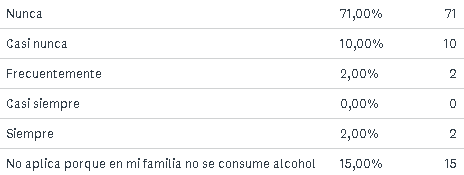 Nunca 71,00% 71
Casi nunca 10,00% 10
Frecuentemente 2,00% 2
Casi siempre 0,00% 0
Siempre 2,00% 2
No aplica porque en mi familia no se consume alcohol 15,00% 15